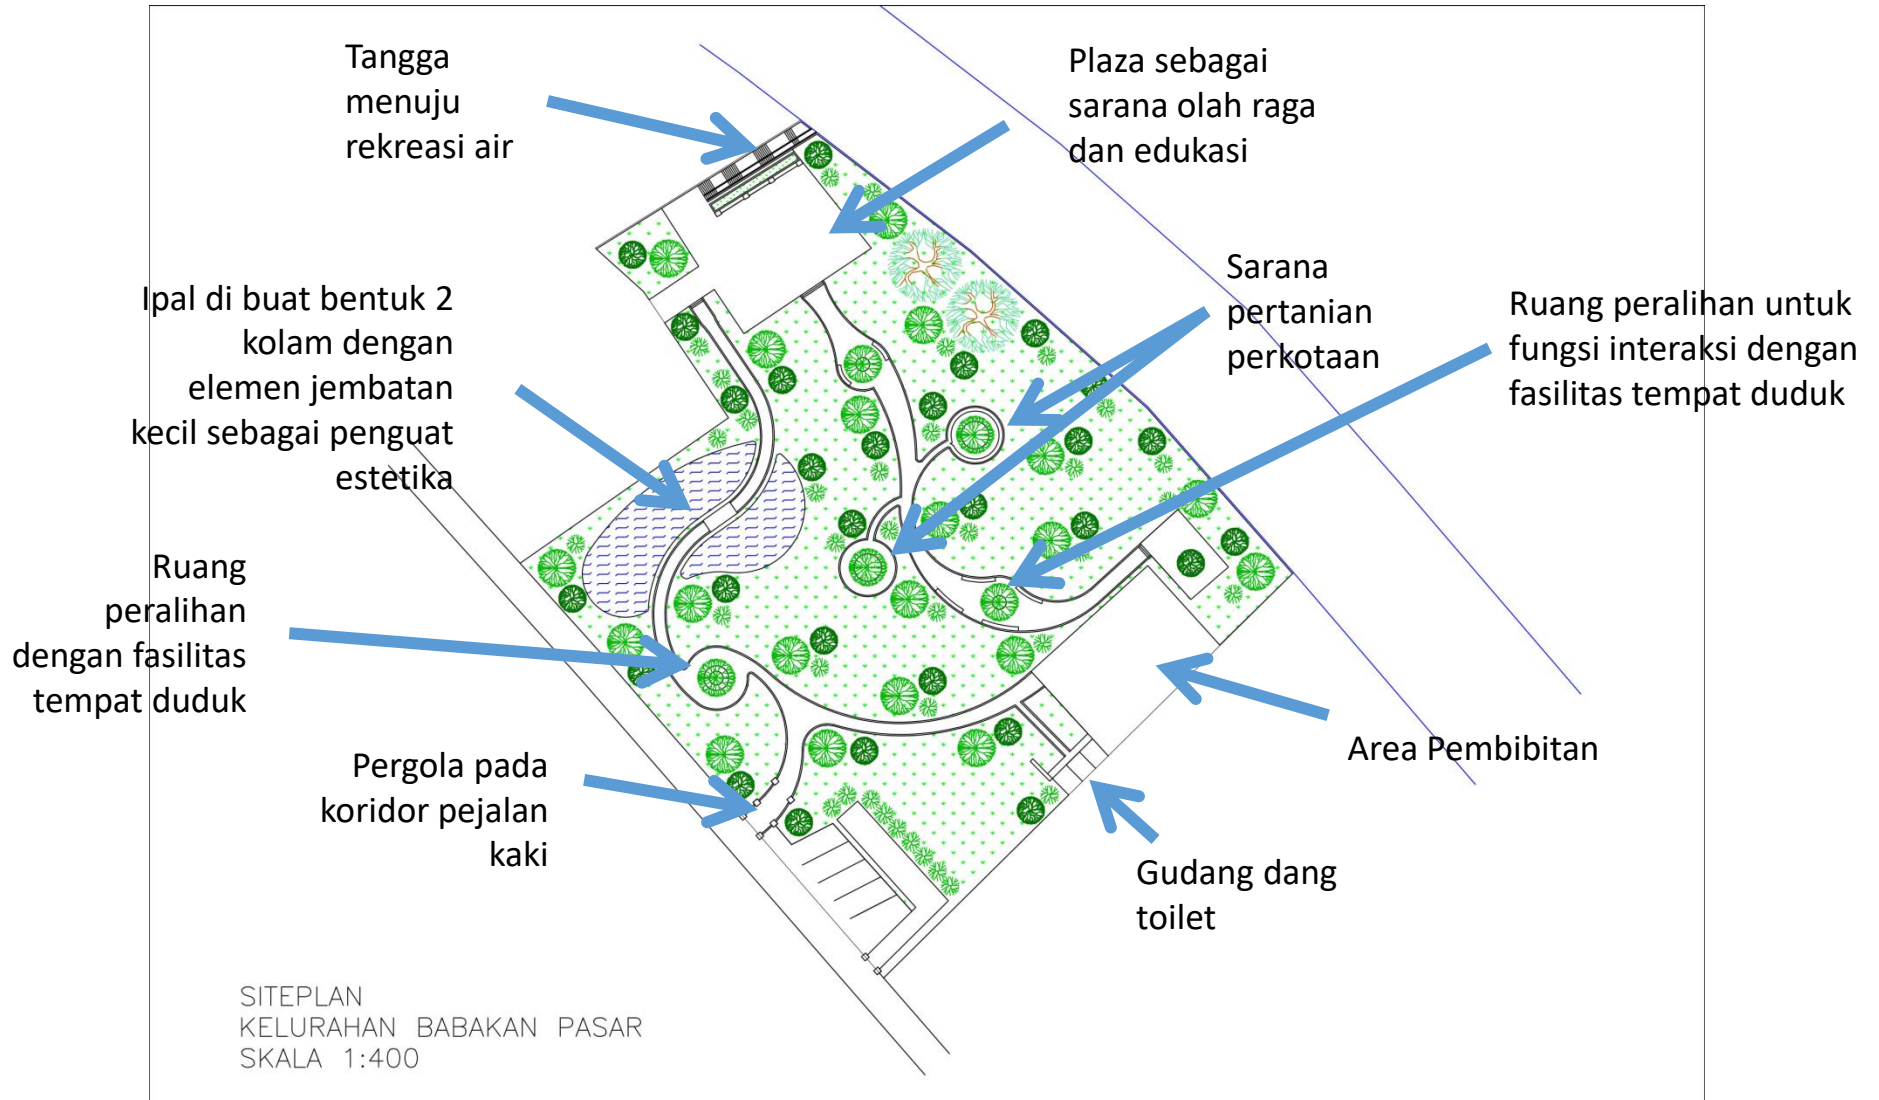 Tangga
menuju
rekreasi air
Plaza sebagai
sarana olah raga
dan edukasi
Sarana
pertanian
perkotaan
Ruang peralihan untuk
fungsi interaksi dengan
fasilitas tempat duduk
Ipal di buat bentuk 2
kolam dengan
elemen jembatan
kecil sebagai penguat
estetika
Ruang
peralihan
dengan fasilitas
tempat duduk
Pergola pada
koridor pejalan
kaki
Area Pembibitan
Gudang dang
toilet
SITEPLAN
KELURAHAN BABAKAN PASAR
SKALA 1:400